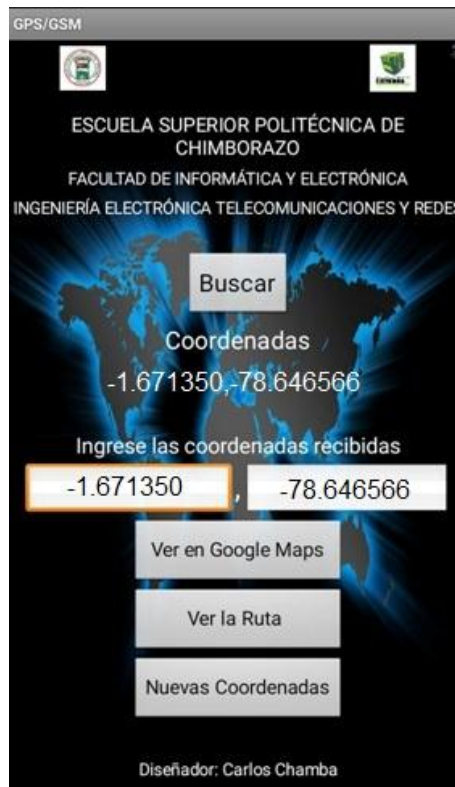 GPS/GSM
ESCUELA SUPERIOR POLITÉCNICA DE
CHIMBORAZO
FACULTAD DE INFORMÁTICA Y ELECTRÓNICA
INGENIERÍA ELECTRÓNICA TELECOMUNICACIONES Y REDES
Buscar
Coordenadas
-1.671350,-78.646566
Ingrese las coordenadas recibidas
-1.671350 , -78.646566
Ver en Google Maps
Ver la Ruta
Nuevas Coordenadas
Diseñador: Carlos Chamba